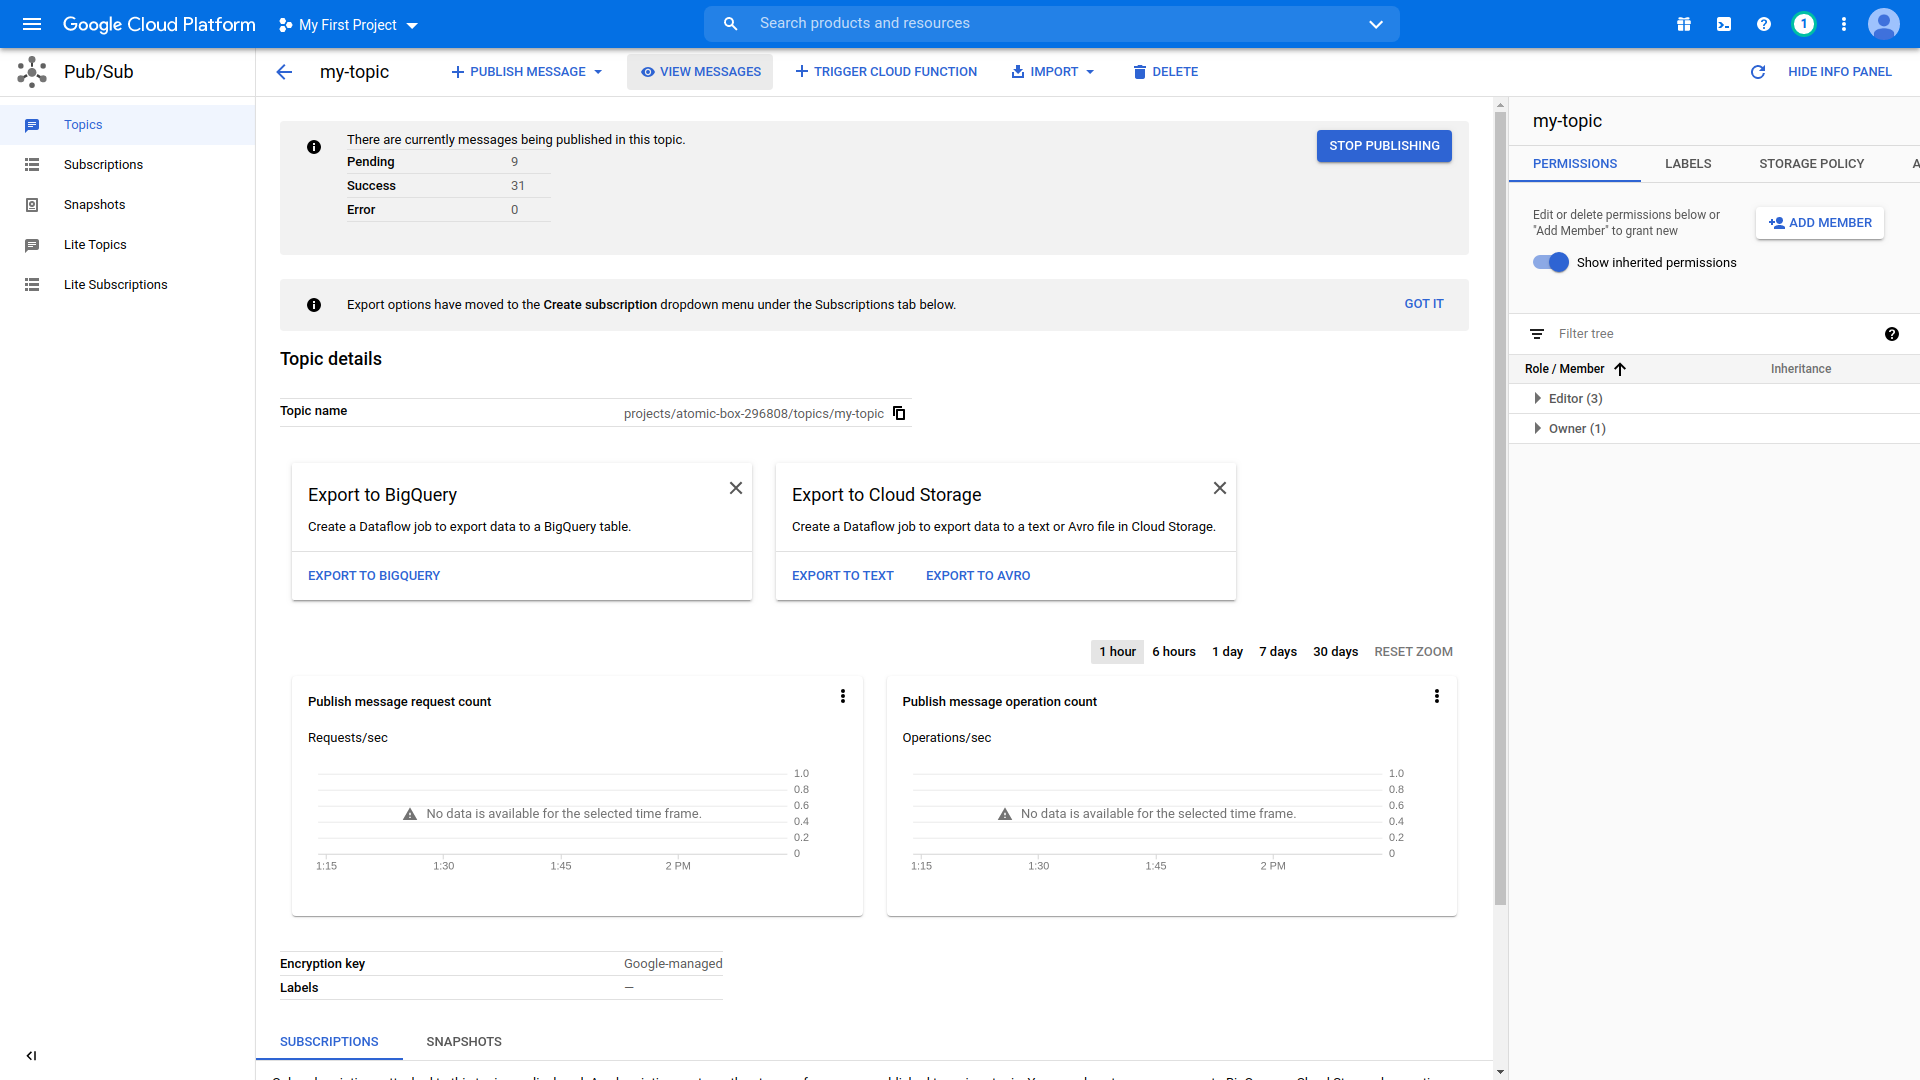 Google Cloud Platform
My First Project
Search products and resources
1
Pub/Sub
my-topic
PUBLISH MESSAGE
VIEW MESSAGES
TRIGGER CLOUD FUNCTION
IMPORT
DELETE
HIDE INFO PANEL
Topics
Subscriptions
Snapshots
Lite Topics
Lite Subscriptions
There are currently messages being published in this topic.
Pending 9
Success 31
Error 0
STOP PUBLISHING
Export options have moved to the Create subscription dropdown menu under the Subscriptions tab below.
GOT IT
Topic details
Topic name projects/atomic-box-296808/topics/my-topic
Export to BigQuery
Create a Dataflow job to export data to a BigQuery table.
EXPORT TO BIGQUERY
Export to Cloud Storage
Create a Dataflow job to export data to a text or Avro file in Cloud Storage.
EXPORT TO TEXT EXPORT TO AVRO
1 hour 6 hours 1 day 7 days 30 days RESET ZOOM
Publish message request count
Requests/sec
1.0
0.8
0.6
No data is available for the selected time frame.
0.4
0.2
0
1:15 1:30 1:45 2 PM
Publish message operation count
Operations/sec
1.0
0.8
0.6
No data is available for the selected time frame.
0.4
0.2
0
1:15 1:30 1:45 2 PM
Encryption key Google-managed
Labels —
SUBSCRIPTIONS SNAPSHOTS
my-topic
PERMISSIONS LABELS STORAGE POLICY A
Edit or delete permissions below or
"Add Member" to grant new
ADD MEMBER
Show inherited permissions
Filter tree
Role / Member Inheritance
Editor (3)
Owner (1)